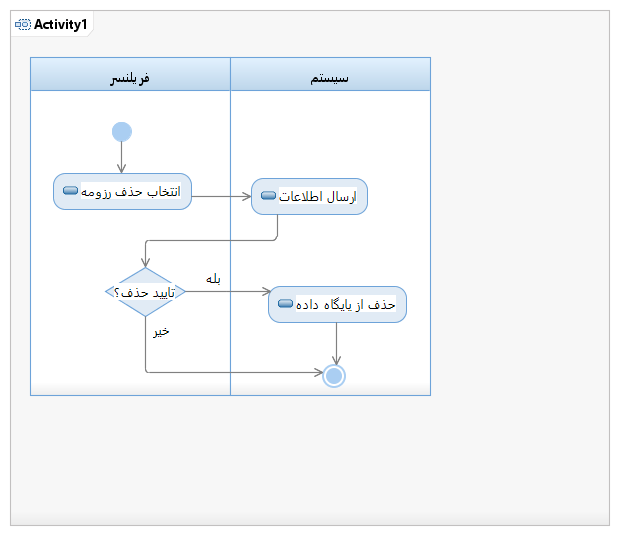 Activity1
فریلنسر
سیستم
انتخاب حذف رزومه
ارسال اطلاعات
تایید حذف؟
بله
حذف از پایگاه داده
خیر